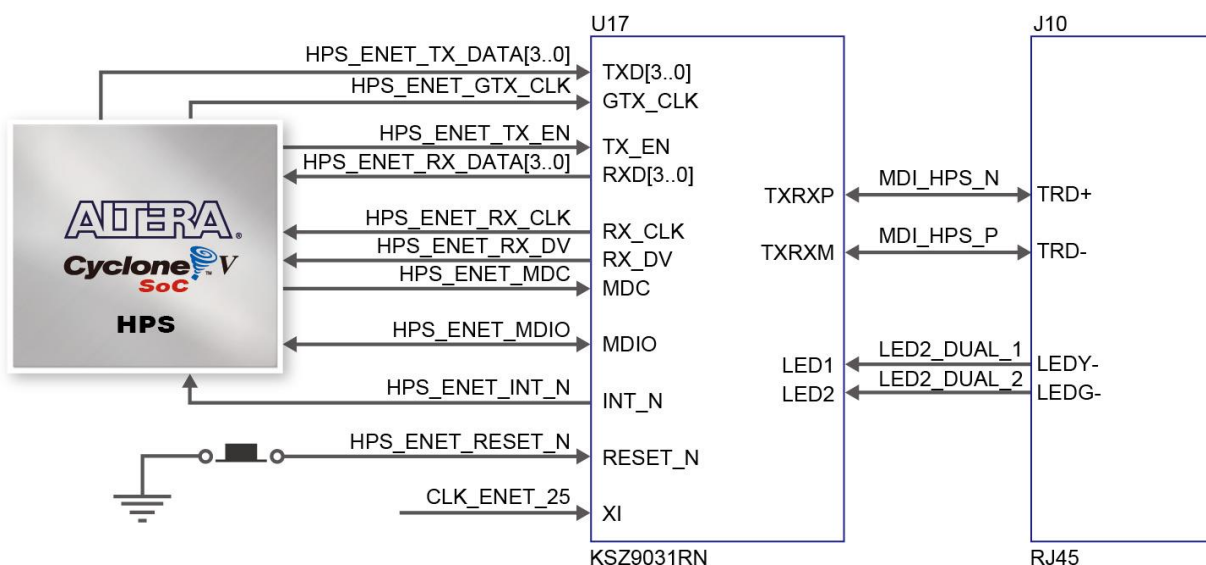 U17
J10
HPS_ENET_TX_DATA[3..0]
TXD[3..0]
HPS_ENET_GTX_CLK
GTX_CLK
HPS_ENET_TX_EN
TX_EN
HPS_ENET_RX_DATA[3..0]
RXD[3..0]
MDI_HPS_N
TXRXP
TRD+
HPS_ENET_RX_CLK
RX_CLK
MDI_HPS_P
TXRXM
TRD-
HPS_ENET_RX_DV
RX_DV
HPS_ENET_MDC
MDC
ALTERA®
Cyclone™ V
SoC
HPS
HPS_ENET_MDIO
MDIO
LED2_DUAL_1
LED1
LEDY-
LED2_DUAL_2
LED2
LEDG-
HPS_ENET_INT_N
INT_N
HPS_ENET_RESET_N
RESET_N
CLK_ENET_25
XI
KSZ9031RN
RJ45